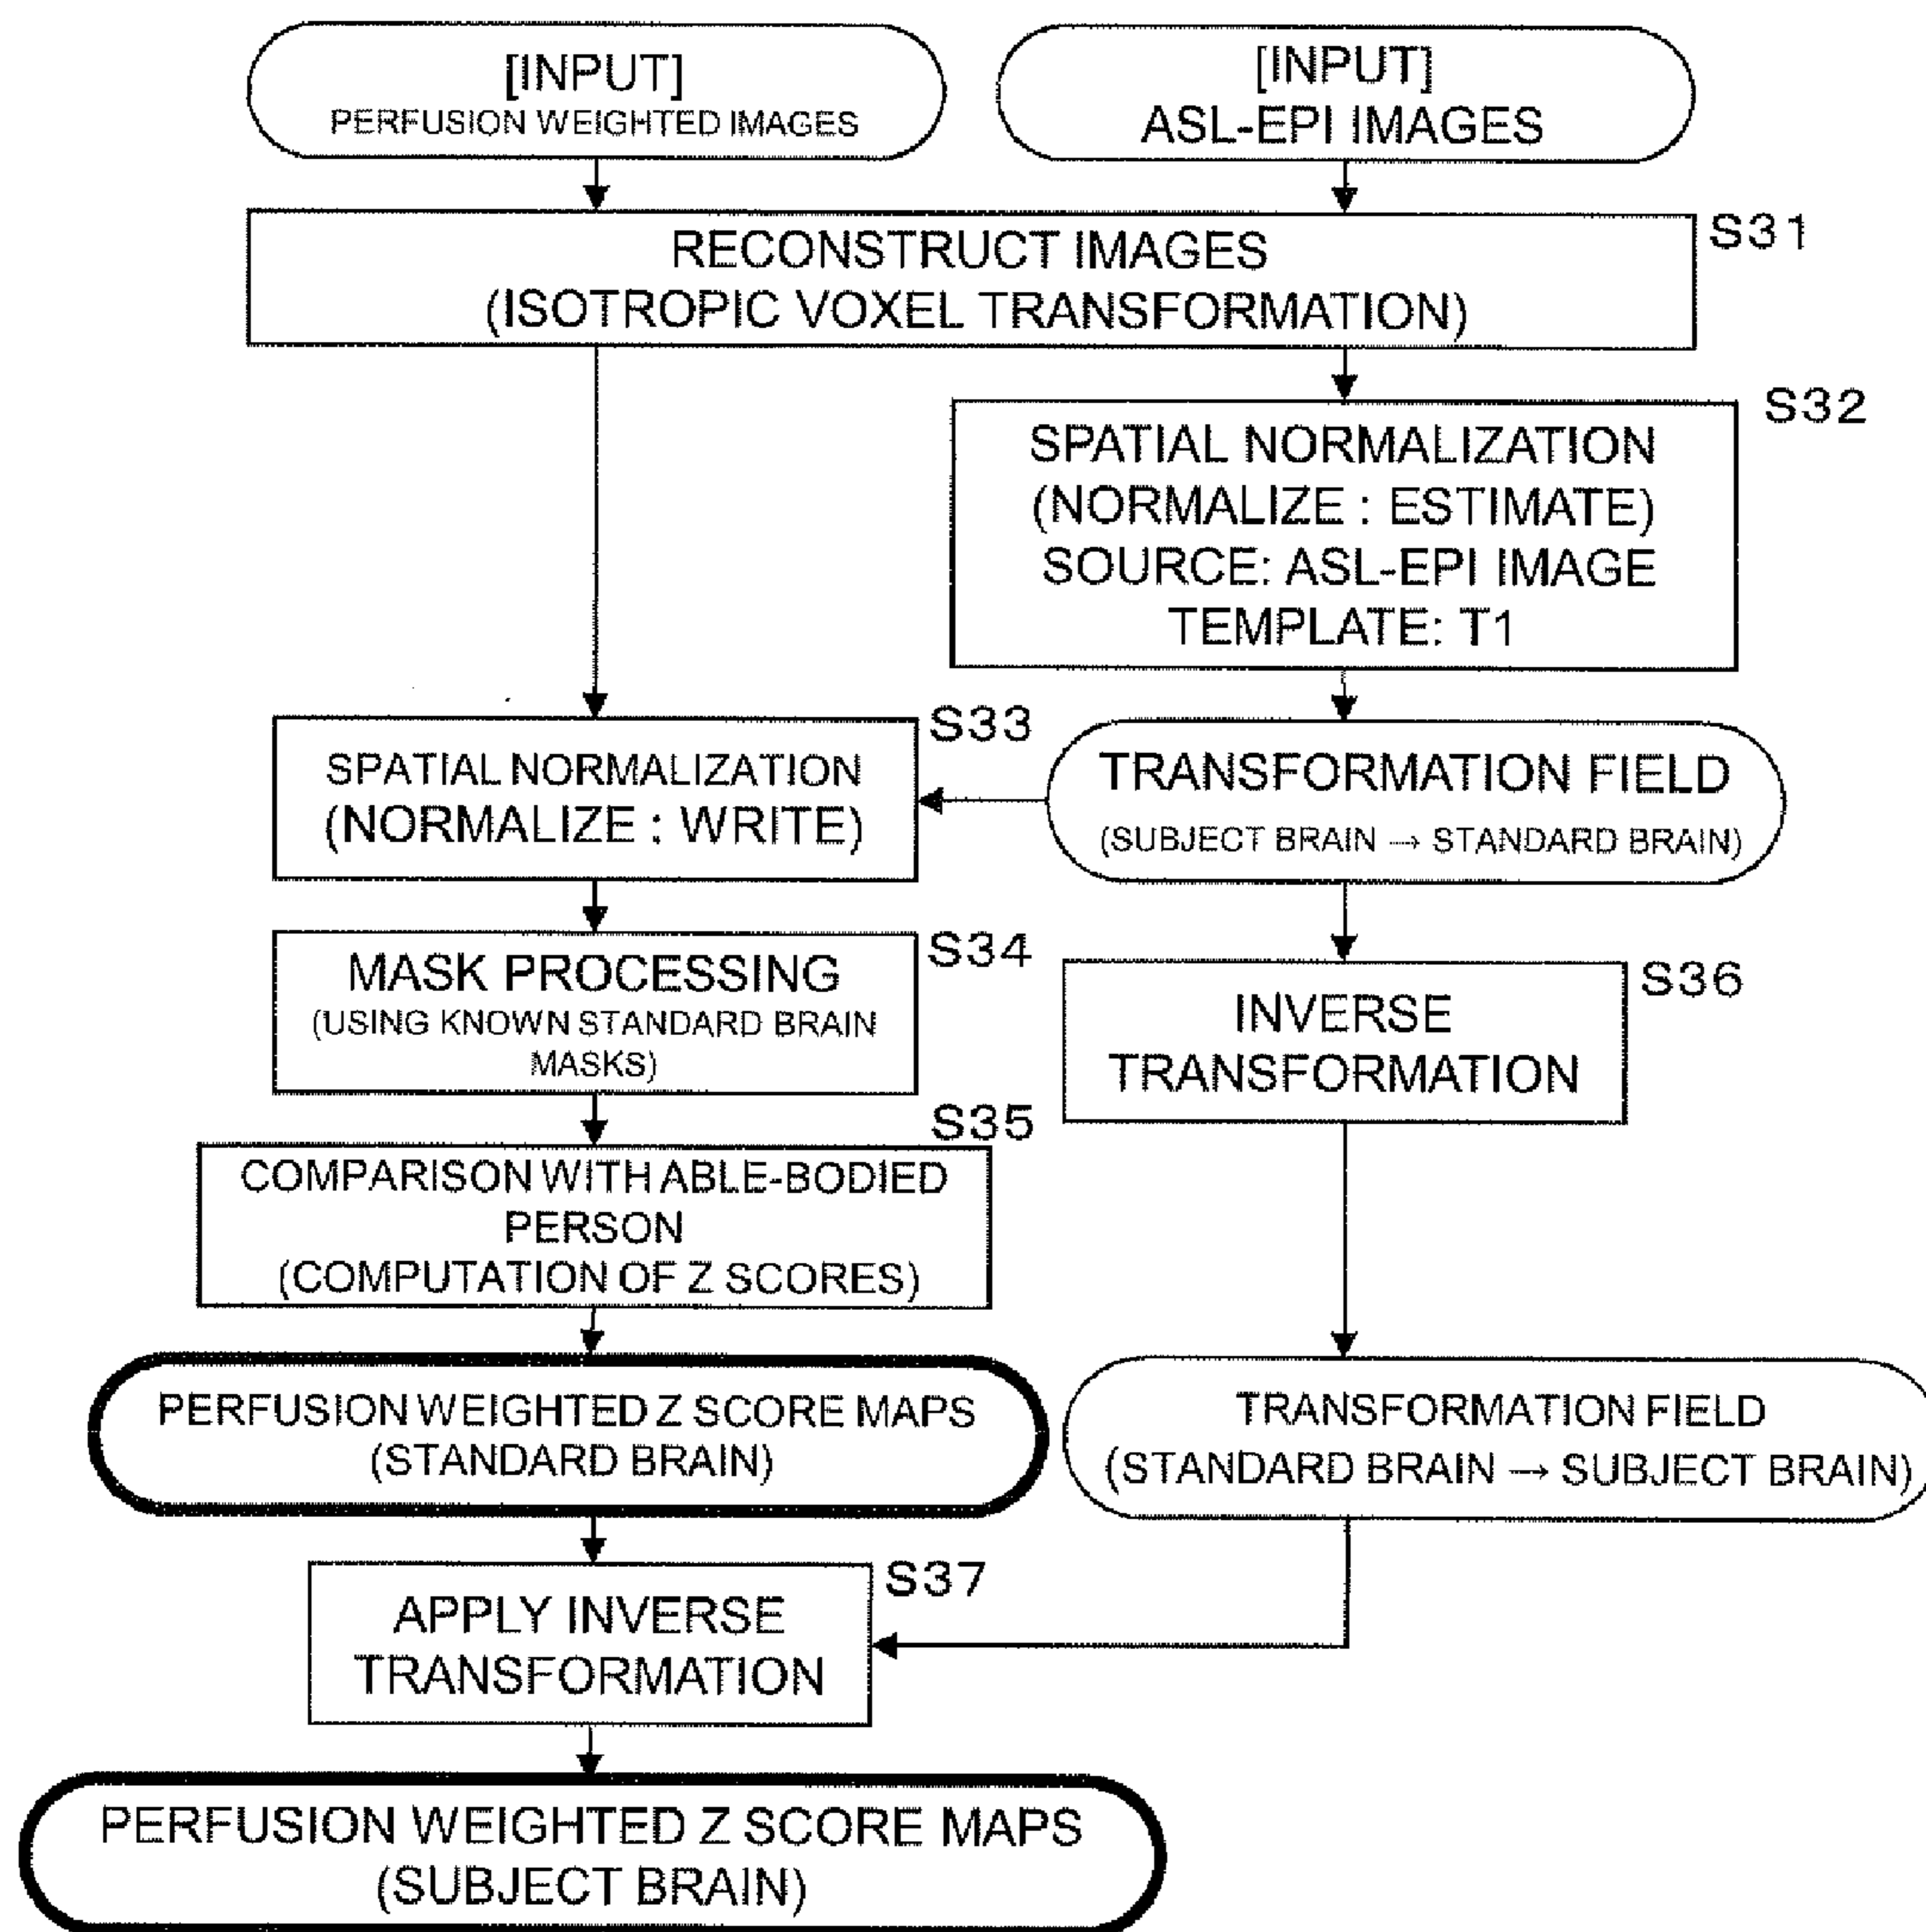 [INPUT]
PERFUSION WEIGHTED IMAGES
[INPUT]
ASL-EPI IMAGES
S31
RECONSTRUCT IMAGES
(ISOTROPIC VOXEL TRANSFORMATION)
S32
SPATIAL NORMALIZATION
(NORMALIZE : ESTIMATE)
SOURCE: ASL-EPI IMAGE
TEMPLATE: T1
S33
SPATIAL NORMALIZATION
(NORMALIZE : WRITE)
TRANSFORMATION FIELD
(SUBJECT BRAIN → STANDARD BRAIN)
S34
MASK PROCESSING
(USING KNOWN STANDARD BRAIN
MASKS)
S36
INVERSE
TRANSFORMATION
S35
COMPARISON WITH ABLE-BODIED
PERSON
(COMPUTATION OF Z SCORES)
PERFUSION WEIGHTED Z SCORE MAPS
(STANDARD BRAIN)
TRANSFORMATION FIELD
(STANDARD BRAIN → SUBJECT BRAIN)
S37
APPLY INVERSE
TRANSFORMATION
PERFUSION WEIGHTED Z SCORE MAPS
(SUBJECT BRAIN)